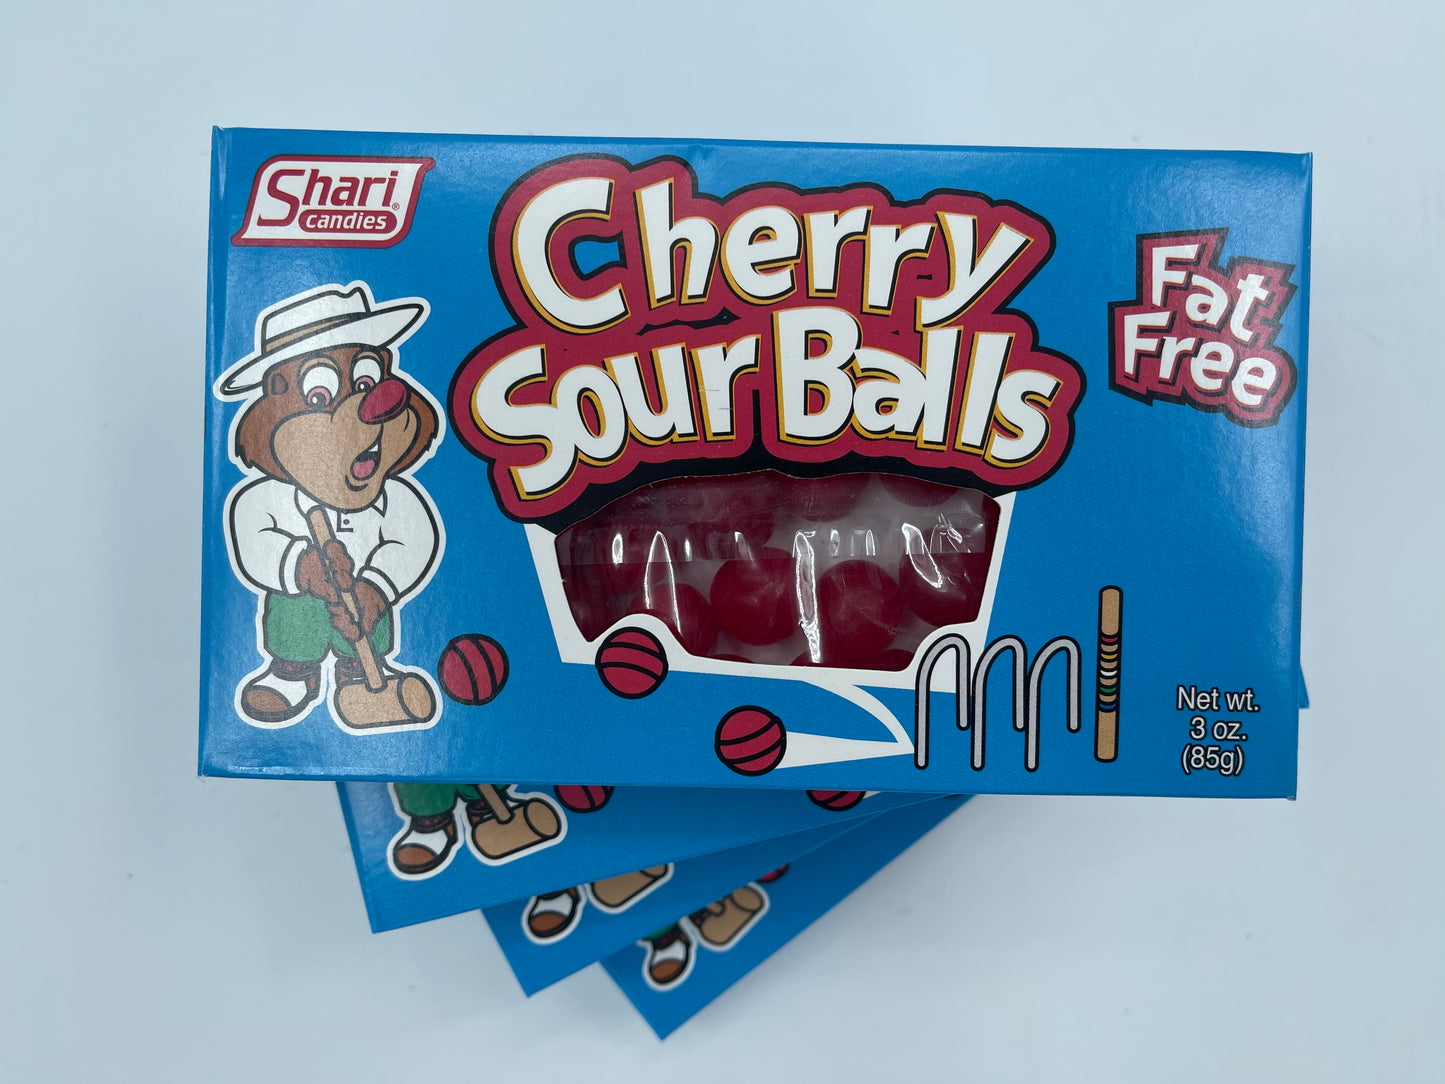 Shari®
candies
Cherry
Sour Balls
Fat
Free
Net wt.
3 oz.
(85g)